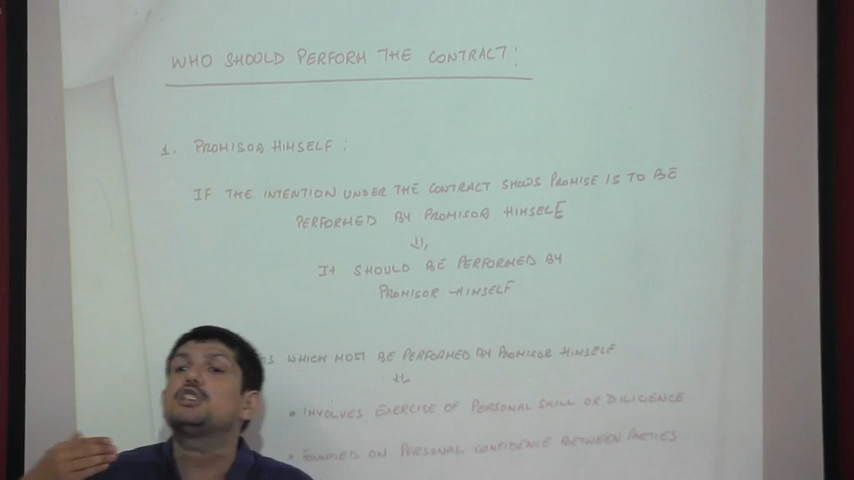 WHO SHOULD PERFORM THE CONTRACT!
1. PROMISOR HIMSELF :
IF THE INTENTION UNDER THE CONTRACT SHOWS PROMISE IS TO BE
PERFORMED BY PROMISOR HIMSELF
IT SHOULD BE PERFORMED BY
PROMISOR HIMSELF
WHICH MUST BE PERFORMED BY PROMISOR HIMSELF
• INVOLVES EXERCISE OF PERSONAL SKILL OR DILIGENCE
• FOUNDED ON PERSONAL CONFIDENCE BETWEEN PARTIES